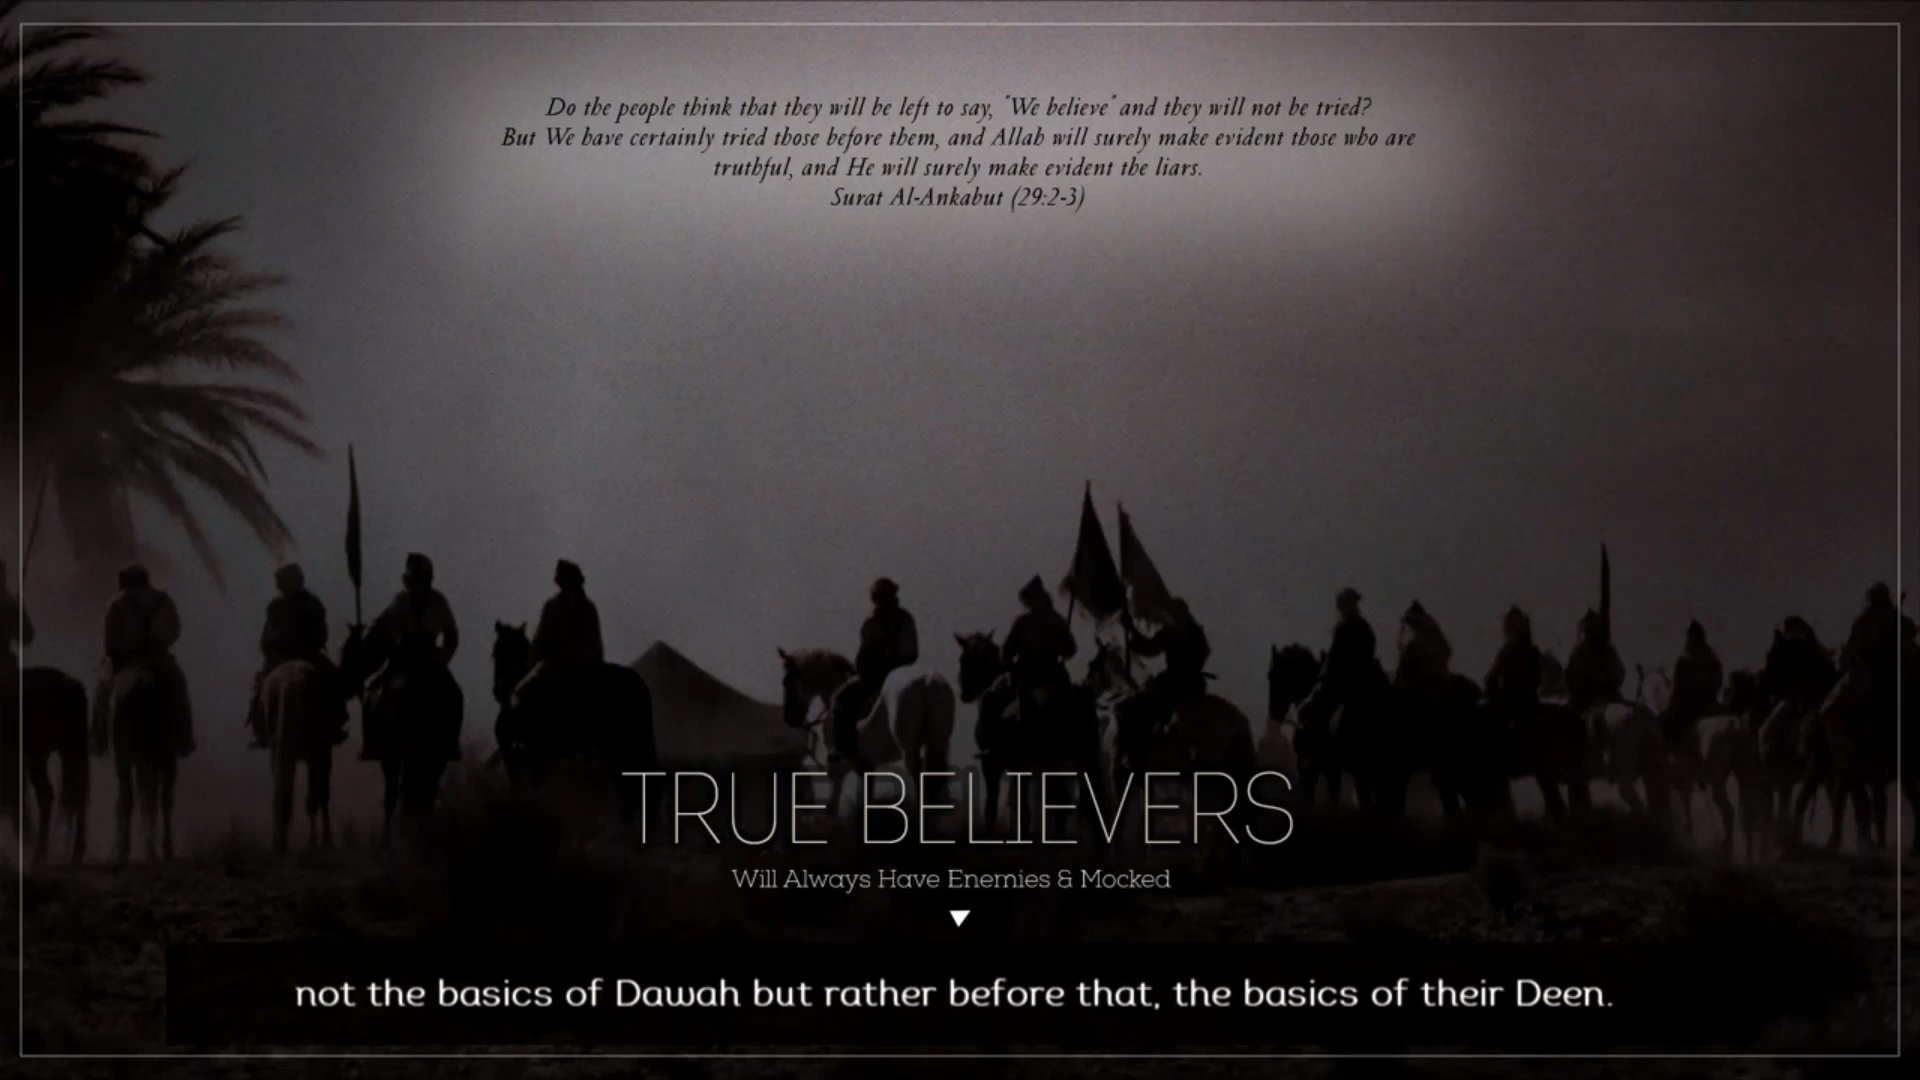 Do the people think that they will be left to say, "We believe" and they will not be tried?
But We have certainly tried those before them, and Allah will surely make evident those who are
truthful, and He will surely make evident the liars.
Surat Al-Ankabut (29:2-3)
TRUE BELIEVERS
Will Always Have Enemies & Mocked
not the basics of Dawah but rather before that, the basics of their Deen.